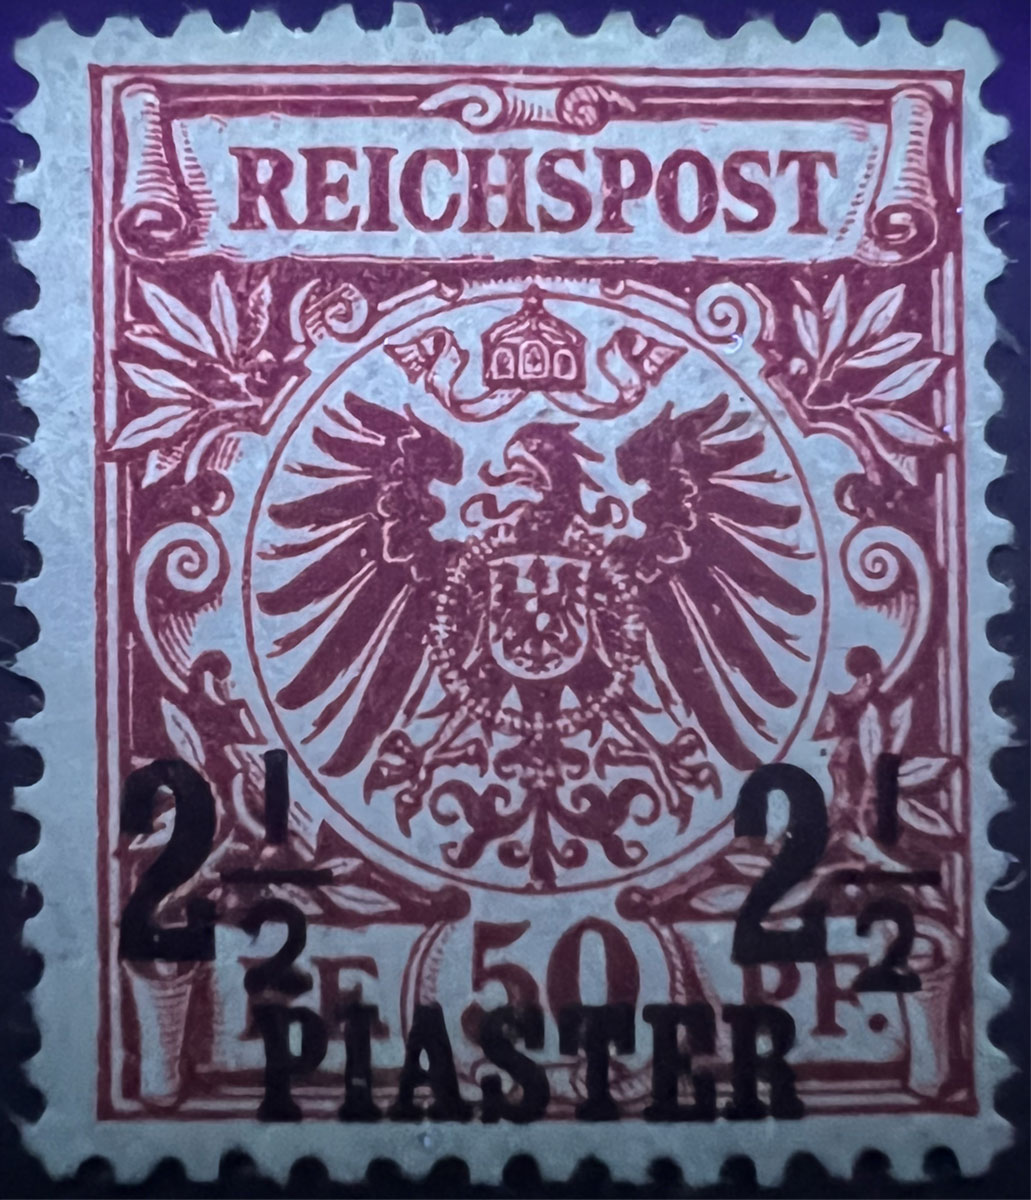 REICHSPOST
2 1/2 2 1/2
PF 50 PF.
PIASTER